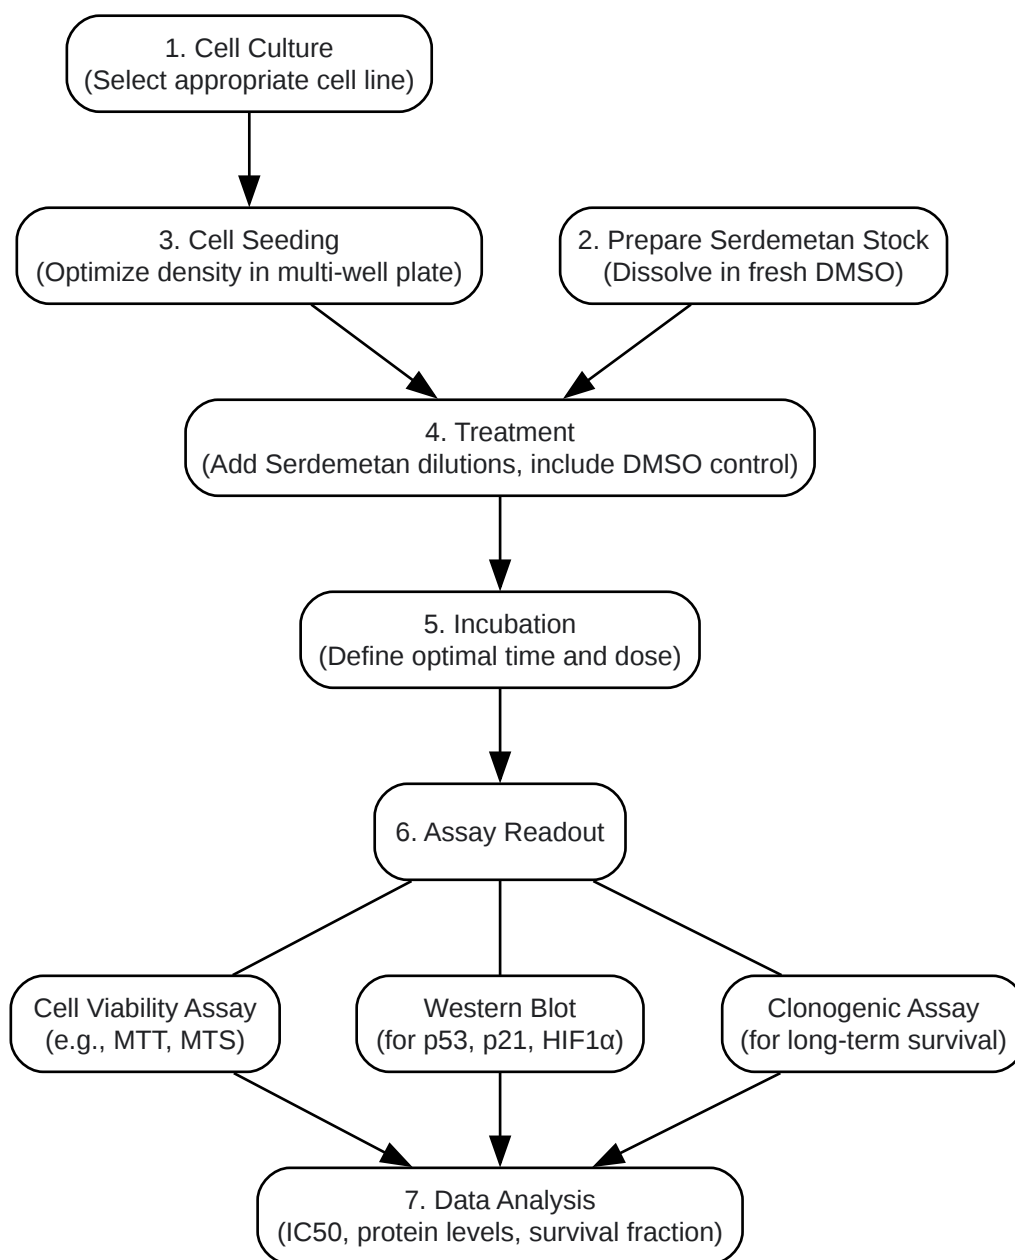 1. Cell Culture
(Select appropriate cell line)
3. Cell Seeding
(Optimize density in multi-well plate)
2. Prepare Serdemetan Stock
(Dissolve in fresh DMSO)
4. Treatment
(Add Serdemetan dilutions, include DMSO control)
5. Incubation
(Define optimal time and dose)
6. Assay Readout
Cell Viability Assay
(e.g., MTT, MTS)
Western Blot
(for p53, p21, HIF1α)
Clonogenic Assay
(for long-term survival)
7. Data Analysis
(IC50, protein levels, survival fraction)